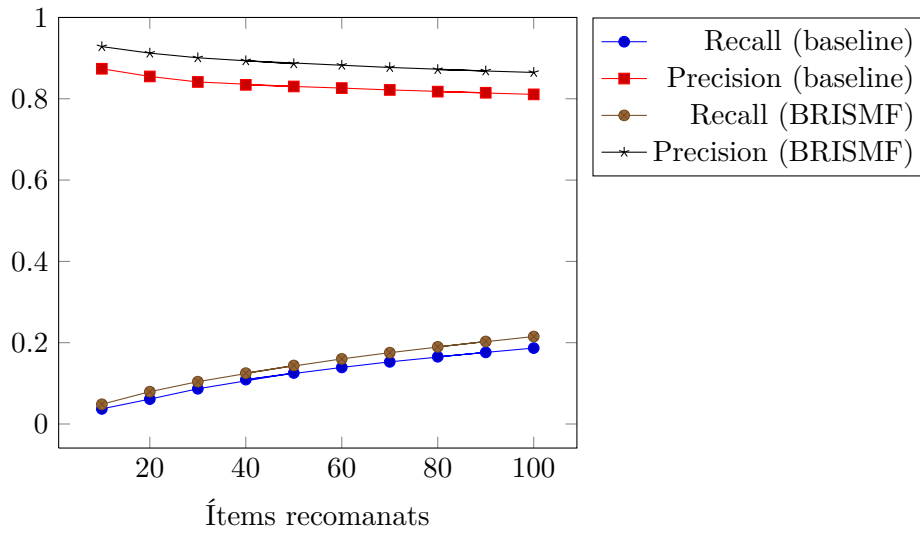 1
0.8
0.6
0.4
0.2
0
20 40 60 80 100
Ítems recomanats
Recall (baseline)
Precision (baseline)
Recall (BRISMF)
Precision (BRISMF)